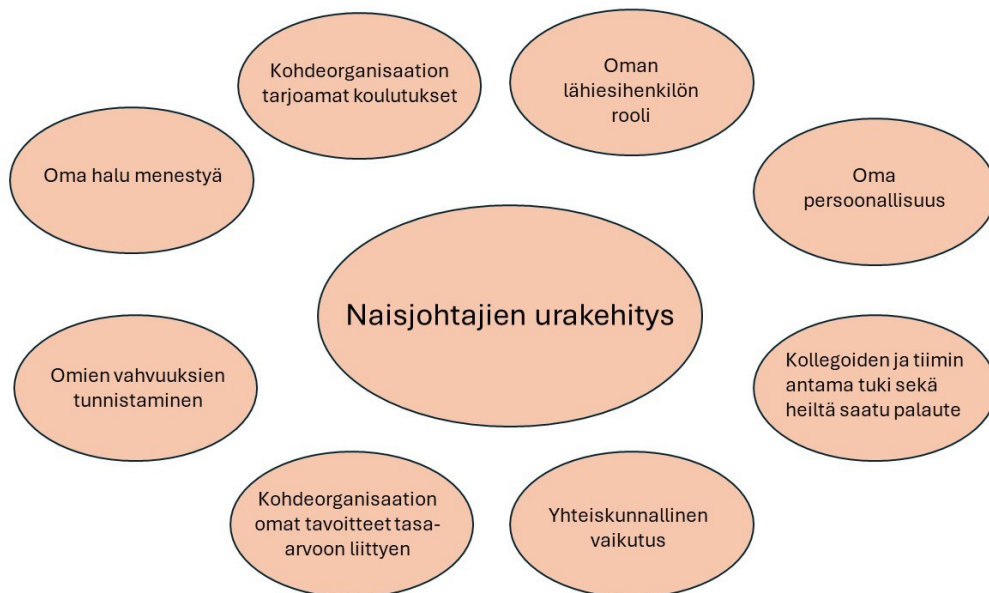 Kohdeorganisaation
tarjoamat koulutukset
Oman
lähiesihenkilön
rooli
Oma halu menestyä
Oma
persoonallisuus
Naisjohtajien urakehitys
Omien vahvuuksien
tunnistaminen
Kollegoiden ja tiimin
antama tuki sekä
heiltä saatu palaute
Kohdeorganisaation
omat tavoitteet tasa-
arvoon liittyen
Yhteiskunnallinen
vaikutus